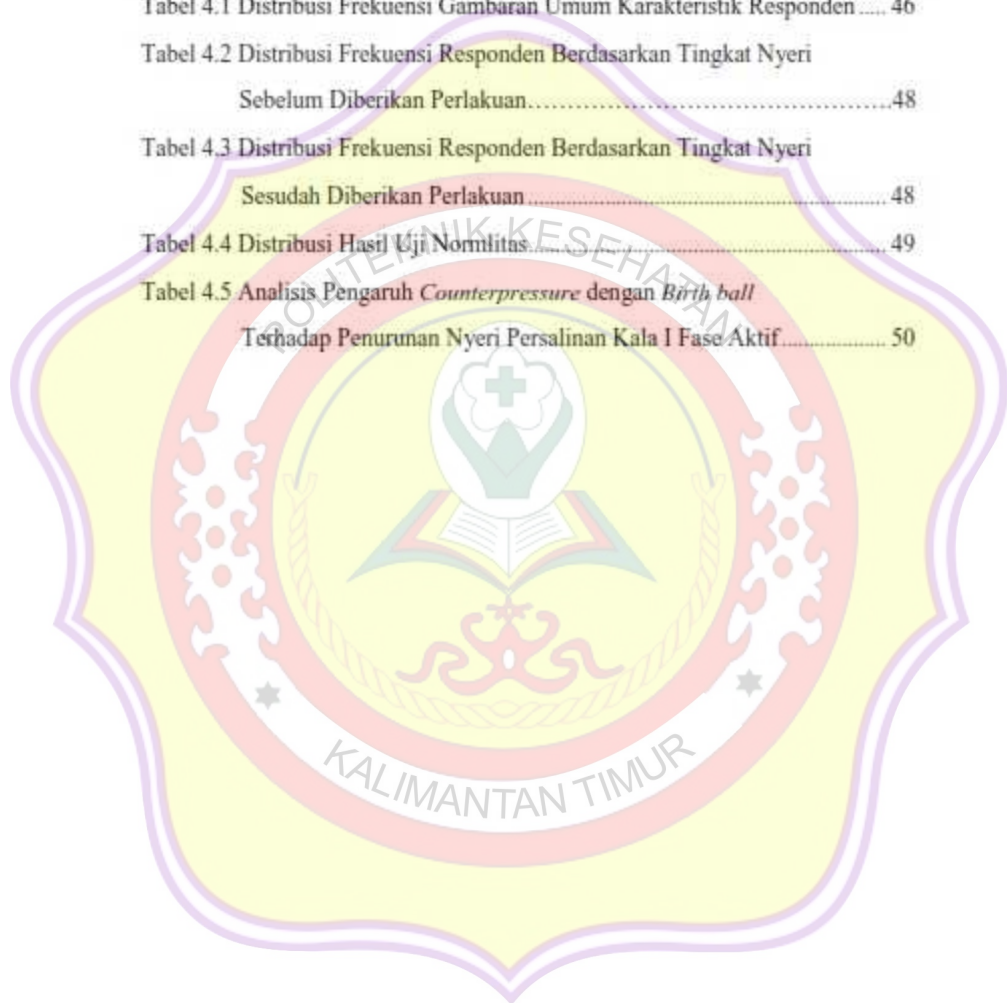 Tabel 4.1 Distribusi Frekuensi Gambaran Umum Karakteristik Responden ..... 46
Tabel 4.2 Distribusi Frekuensi Responden Berdasarkan Tingkat Nyeri
Sebelum Diberikan Perlakuan..................................................48
Tabel 4.3 Distribusi Frekuensi Responden Berdasarkan Tingkat Nyeri
Sesudah Diberikan Perlakuan .................................................. 48
Tabel 4.4 Distribusi Hasil Uji Normlitas.................................................. 49
Tabel 4.5 Analisis Pengaruh Counterpressure dengan Birth ball
Terhadap Penurunan Nyeri Persalinan Kala I Fase Aktif.................... 50
POLITEKNIK KESEHATAN
KALIMANTAN TIMUR